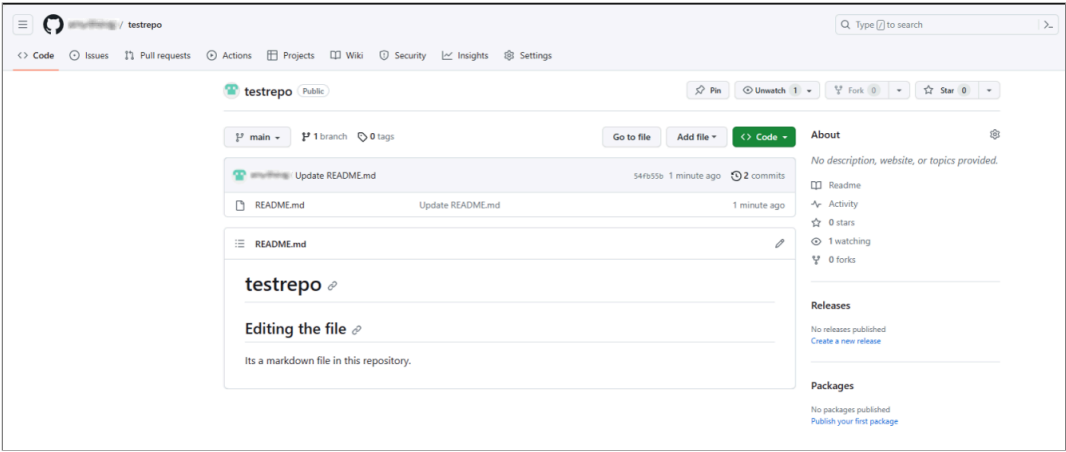 / testrepo
Type / to search
Code Issues Pull requests Actions Projects Wiki Security Insights Settings
testrepo Public
Pin Unwatch 1 Fork 0 Star 0
main 1 branch 0 tags
Go to file Add file Code
Update README.md 54fb55b 1 minute ago 2 commits
README.md Update README.md 1 minute ago
README.md
testrepo
Editing the file
Its a markdown file in this repository.
About
No description, website, or topics provided.
Readme
Activity
0 stars
1 watching
0 forks
Releases
No releases published
Create a new release
Packages
No packages published
Publish your first package